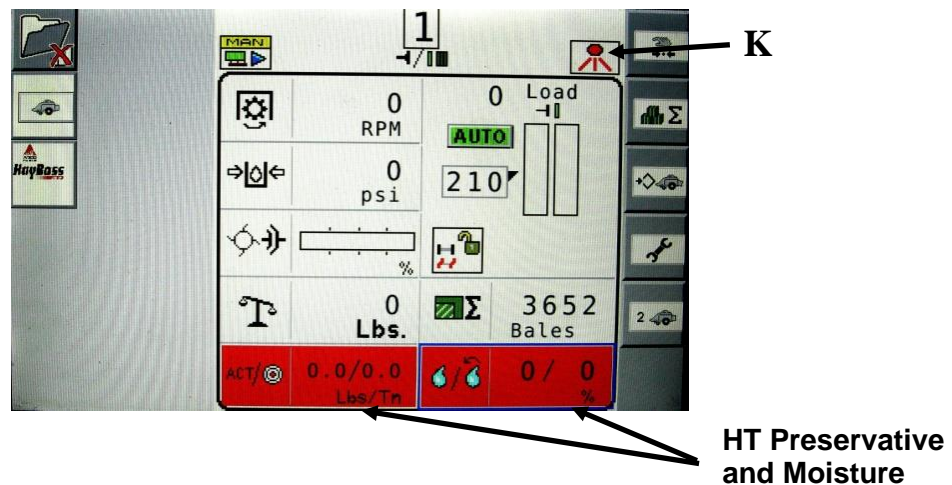 1
MAN
K
0 RPM
0 Load
AUTO
0 psi
210
%
0 Lbs.
Σ 3652 Bales
Σ
2
HayBoss
ACT/ 0.0/0.0 Lbs/Tn
0/ 0 %
HT Preservative
and Moisture